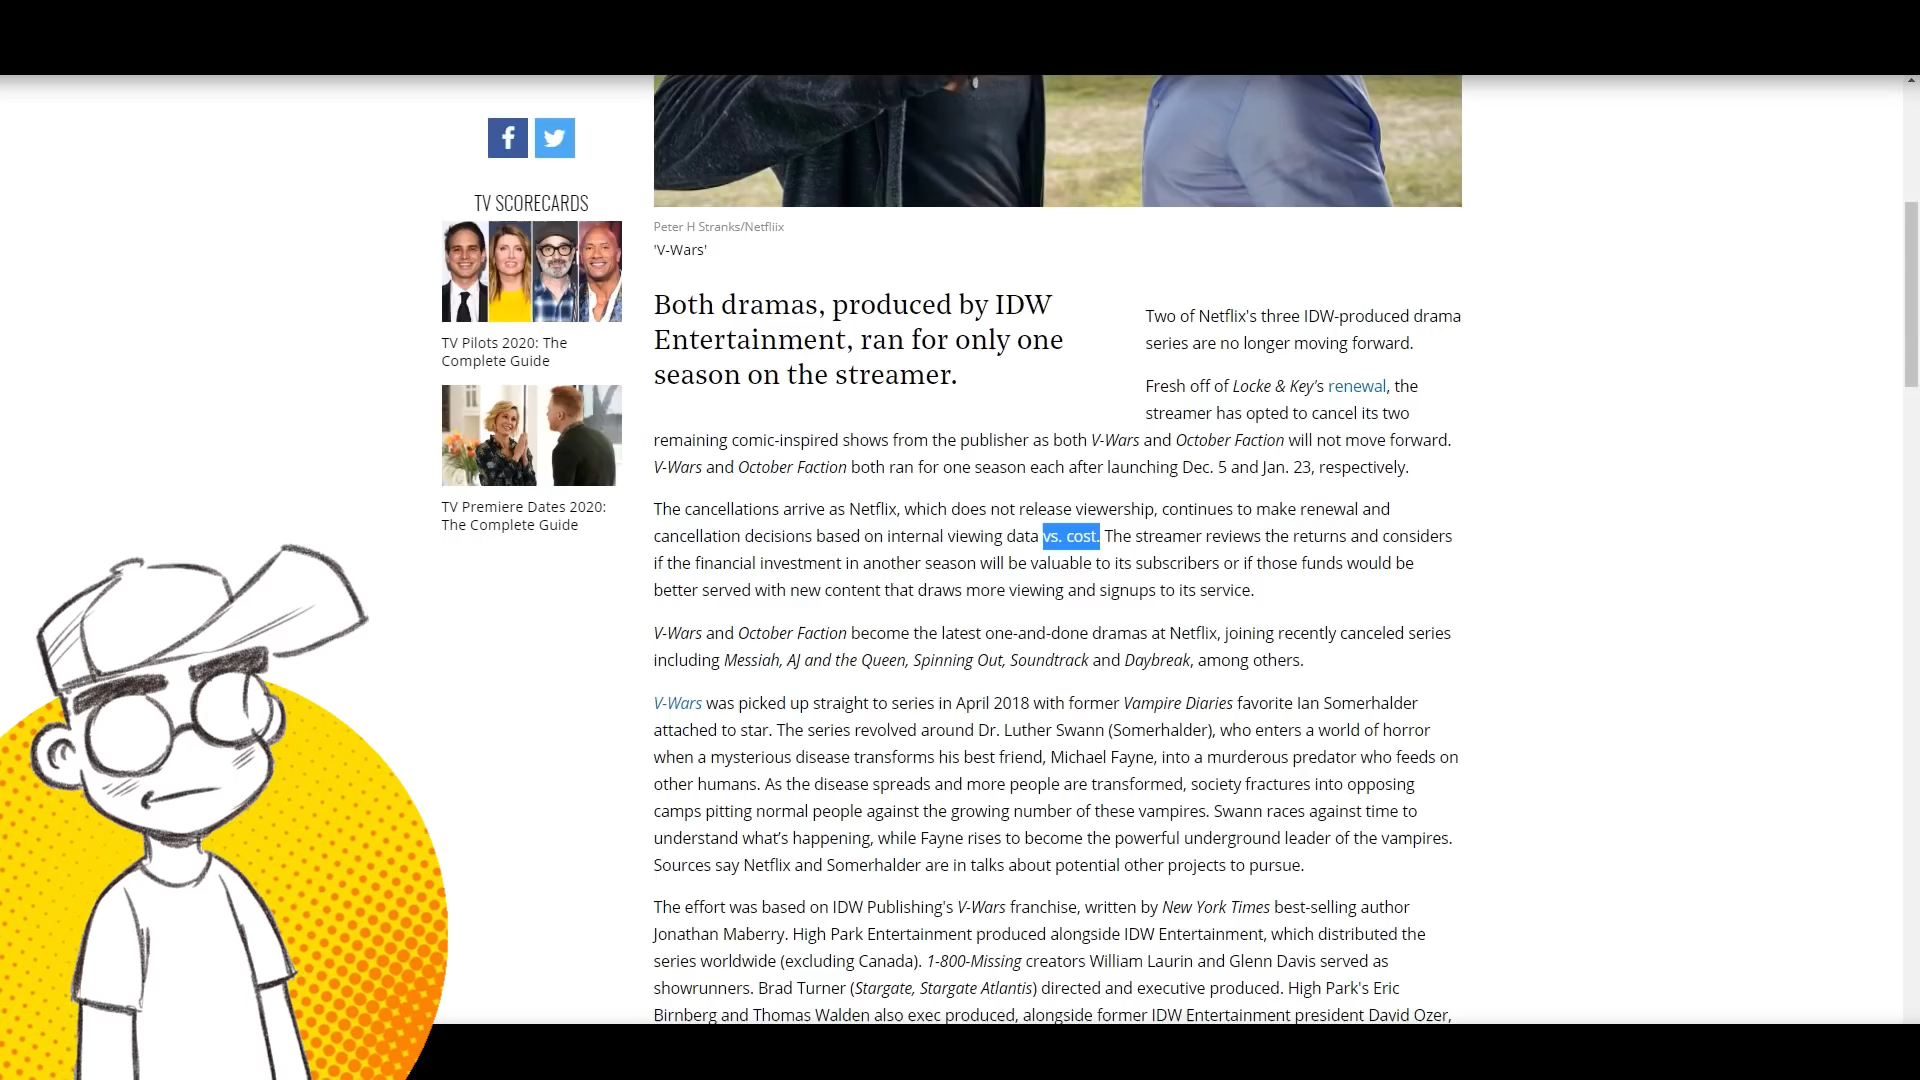 f
TV SCORECARDS
TV Pilots 2020: The
Complete Guide
TV Premiere Dates 2020:
The Complete Guide
Peter H Stranks/Netfliix
'V-Wars'
Both dramas, produced by IDW
Entertainment, ran for only one
season on the streamer.
Two of Netflix's three IDW-produced drama
series are no longer moving forward.
Fresh off of Locke & Key's renewal, the
streamer has opted to cancel its two
remaining comic-inspired shows from the publisher as both V-Wars and October Faction will not move forward.
V-Wars and October Faction both ran for one season each after launching Dec. 5 and Jan. 23, respectively.
The cancellations arrive as Netflix, which does not release viewership, continues to make renewal and
cancellation decisions based on internal viewing data vs. cost. The streamer reviews the returns and considers
if the financial investment in another season will be valuable to its subscribers or if those funds would be
better served with new content that draws more viewing and signups to its service.
V-Wars and October Faction become the latest one-and-done dramas at Netflix, joining recently canceled series
including Messiah, AJ and the Queen, Spinning Out, Soundtrack and Daybreak, among others.
V-Wars was picked up straight to series in April 2018 with former Vampire Diaries favorite Ian Somerhalder
attached to star. The series revolved around Dr. Luther Swann (Somerhalder), who enters a world of horror
when a mysterious disease transforms his best friend, Michael Fayne, into a murderous predator who feeds on
other humans. As the disease spreads and more people are transformed, society fractures into opposing
camps pitting normal people against the growing number of these vampires. Swann races against time to
understand what's happening, while Fayne rises to become the powerful underground leader of the vampires.
Sources say Netflix and Somerhalder are in talks about potential other projects to pursue.
The effort was based on IDW Publishing's V-Wars franchise, written by New York Times best-selling author
Jonathan Maberry. High Park Entertainment produced alongside IDW Entertainment, which distributed the
series worldwide (excluding Canada). 1-800-Missing creators William Laurin and Glenn Davis served as
showrunners. Brad Turner (Stargate, Stargate Atlantis) directed and executive produced. High Park's Eric
Birnberg and Thomas Walden also exec produced, alongside former IDW Entertainment president David Ozer,